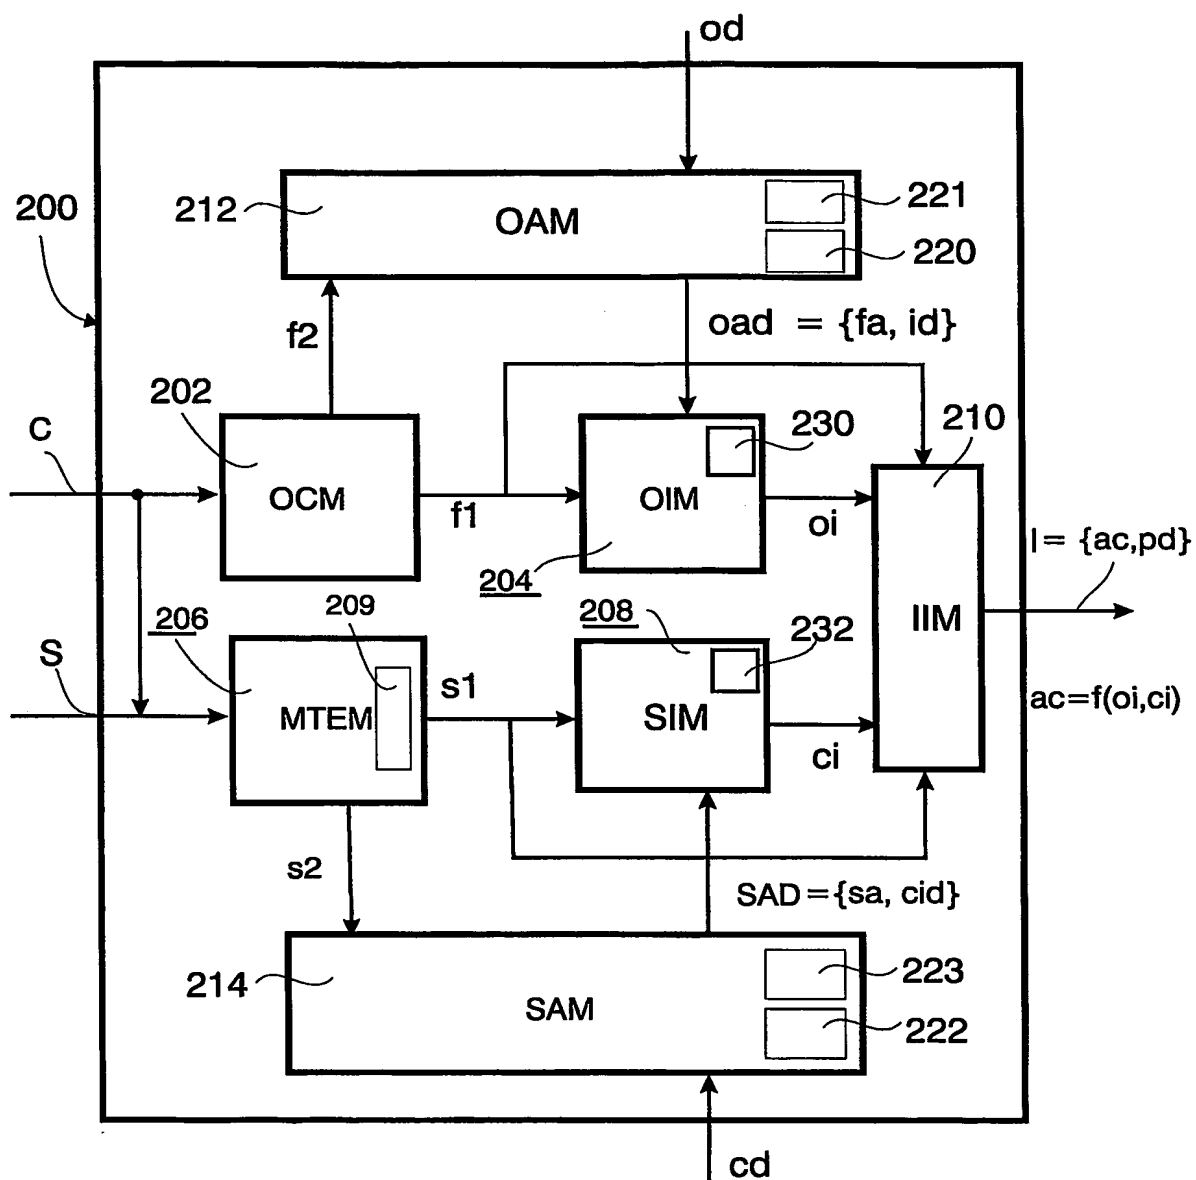 od
212
OAM
221
220
200
f2
oad = {fa, id}
202
230
210
C
OCM
f1
OIM
oi
204
I= {ac,pd}
206
209
208
232
IIM
S
MTEM
s1
SIM
ci
ac=f(oi,ci)
s2
SAD={sa, cid}
214
SAM
223
222
cd